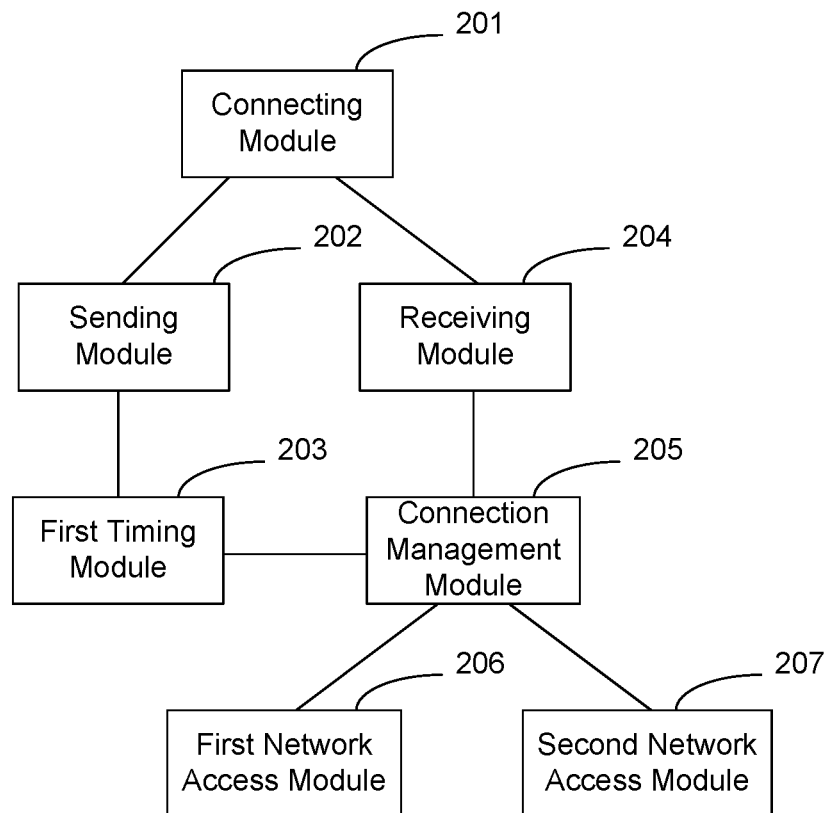 201
Connecting
Module
202
204
Sending
Module
Receiving
Module
203
205
First Timing
Module
Connection
Management
Module
206
207
First Network
Access Module
Second Network
Access Module